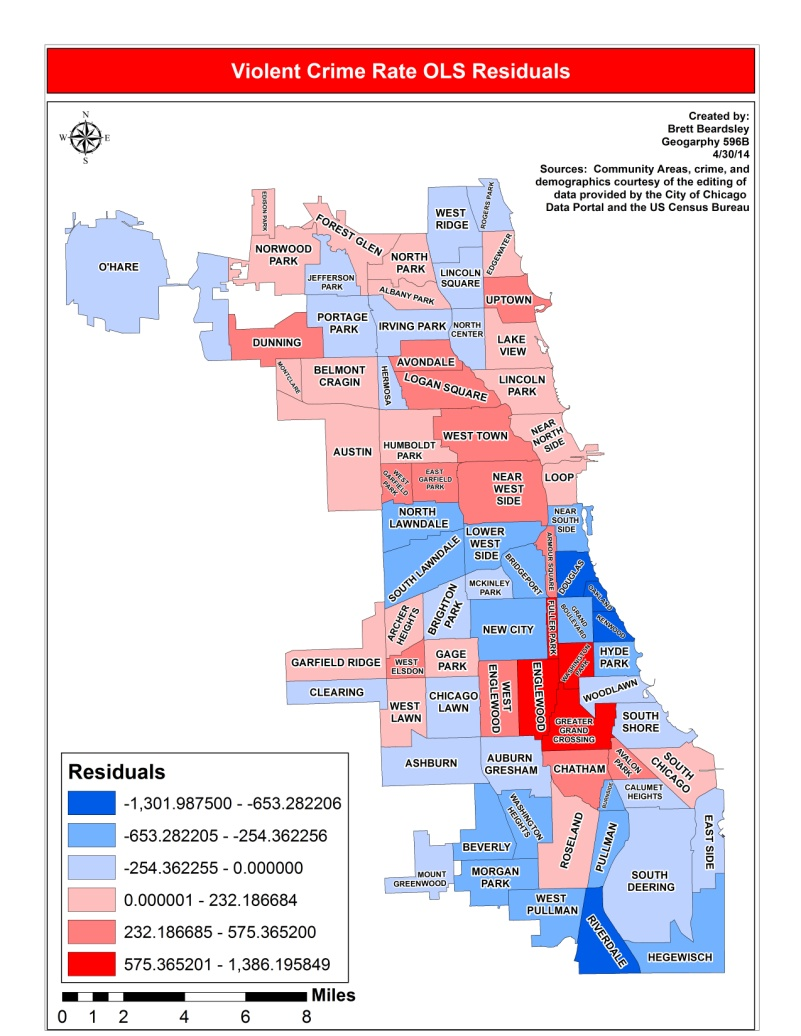 Violent Crime Rate OLS Residuals
N
W E
S
Created by:
Brett Beardsley
Geogarphy 596B
4/30/14
Sources: Community Areas, crime, and
demographics courtesy of the editing of
data provided by the City of Chicago
Data Portal and the US Census Bureau
ROGERS PARK
WEST
RIDGE
EDISON PARK
FOREST GLEN
NORWOOD
PARK
O'HARE
NORTH
PARK
EDGEWATER
JEFFERSON
PARK
LINCOLN
SQUARE
ALBANY PARK
UPTOWN
PORTAGE
PARK
IRVING PARK
NORTH
CENTER
DUNNING
LAKE
VIEW
AVONDALE
MONTCLARE
BELMONT
CRAGIN
HERMOSA
LOGAN SQUARE
LINCOLN
PARK
NEAR
NORTH
SIDE
WEST TOWN
AUSTIN
HUMBOLDT
PARK
WEST
GARFIELD
PARK
EAST
GARFIELD
PARK
NEAR
WEST
SIDE
LOOP
NORTH
LAWNDALE
NEAR
SOUTH
SIDE
LOWER
WEST
SIDE
SOUTH LAWNDALE
ARMOUR SQUARE
BRIDGEPORT
DOUGLAS
MCKINLEY
PARK
OAKLAND
BRIGHTON
PARK
ARCHER
HEIGHTS
GRAND
BOULEVARD
FULLER PARK
KENWOOD
NEW CITY
GAGE
PARK
HYDE
PARK
WASHINGTON
PARK
GARFIELD RIDGE
WEST
ELSDON
CLEARING
WEST
ENGLEWOOD
ENGLEWOOD
WOODLAWN
CHICAGO
LAWN
WEST
LAWN
SOUTH
SHORE
GREATER
GRAND
CROSSING
ASHBURN
AUBURN
GRESHAM
CHATHAM
AVALON
PARK
SOUTH
CHICAGO
BURNSIDE
CALUMET
HEIGHTS
WASHINGTON
HEIGHTS
ROSELAND
PULLMAN
EAST SIDE
BEVERLY
MOUNT
GREENWOOD
MORGAN
PARK
SOUTH
DEERING
WEST
PULLMAN
RIVERDALE
HEGEWISCH
Residuals
-1,301.987500 - -653.282206
-653.282205 - -254.362256
-254.362255 - 0.000000
0.000001 - 232.186684
232.186685 - 575.365200
575.365201 - 1,386.195849
Miles
0 1 2 4 6 8